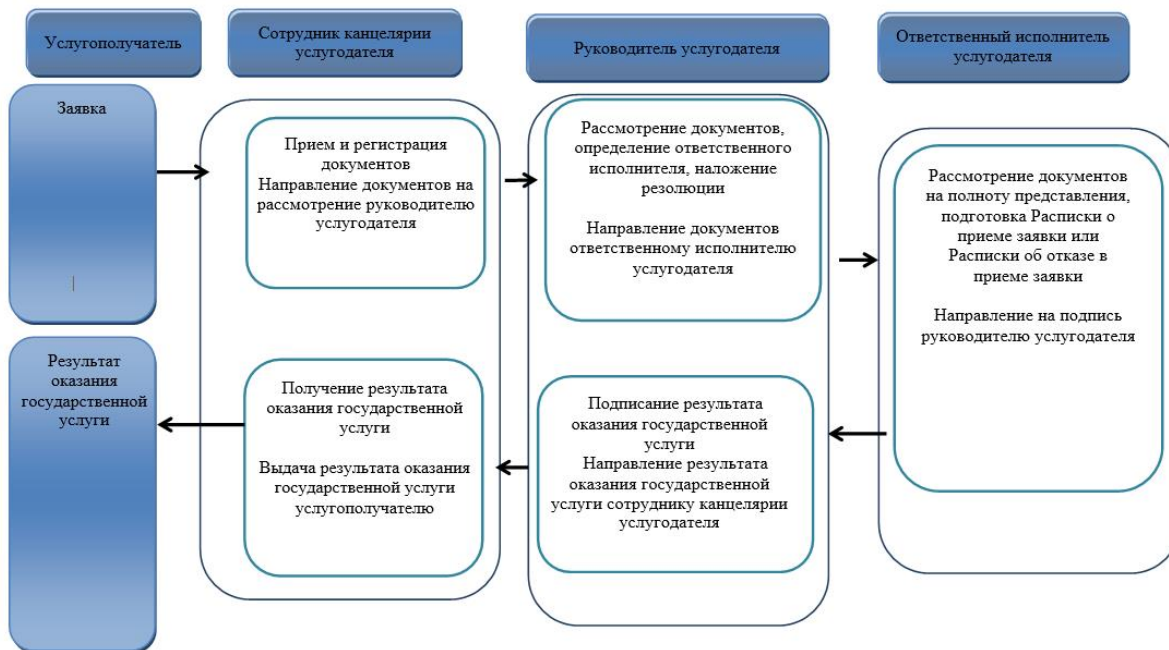 Услугополучатель
Сотрудник канцелярии
услугодателя
Руководитель услугодателя
Ответственный исполнитель
услугодателя
Заявка
Прием и регистрация
документов
Направление документов на
рассмотрение руководителю
услугодателя
Рассмотрение документов,
определение ответственного
исполнителя, наложение
резолюции
Направление документов
ответственному исполнителю
услугодателя
Рассмотрение документов
на полноту представления,
подготовка Расписки о
приеме заявки или
Расписки об отказе в
приеме заявки
Направление на подпись
руководителю услугодателя
Подписание результата
оказания государственной
услуги
Направление результата
оказания государственной
услуги сотруднику канцелярии
услугодателя
Получение результата
оказания государственной
услуги
Выдача результата оказания
государственной услуги
услугополучателю
Результат
оказания
государственной
услуги